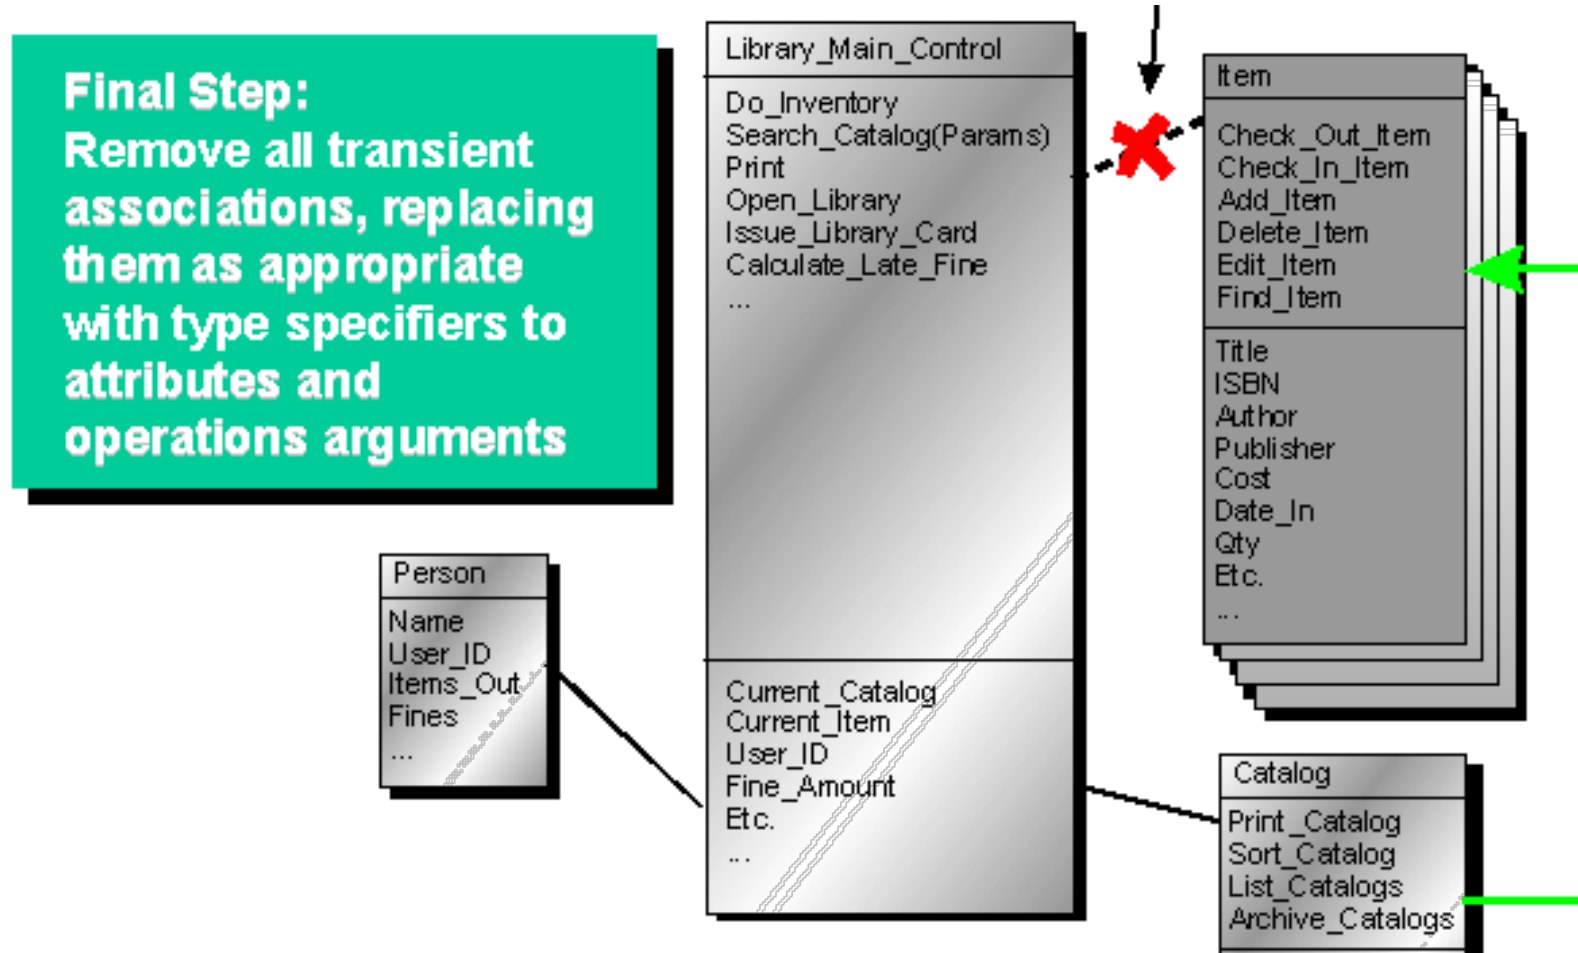 Final Step:
Remove all transient
associations, replacing
them as appropriate
with type specifiers to
attributes and
operations arguments
Library_Main_Control
Do_Inventory
Search_Catalog(Params)
Print
Open_Library
Issue_Library_Card
Calculate_Late_Fine
...
Current_Catalog
Current_Item
User_ID
Fine_Amount
Etc.
...
Item
Check_Out_Item
Check_In_Item
Add_Item
Delete_Item
Edit_Item
Find_Item
Title
ISBN
Author
Publisher
Cost
Date_In
Qty
Etc.
...
Person
Name
User_ID
Items_Out
Fines
...
Catalog
Print_Catalog
Sort_Catalog
List_Catalogs
Archive_Catalogs